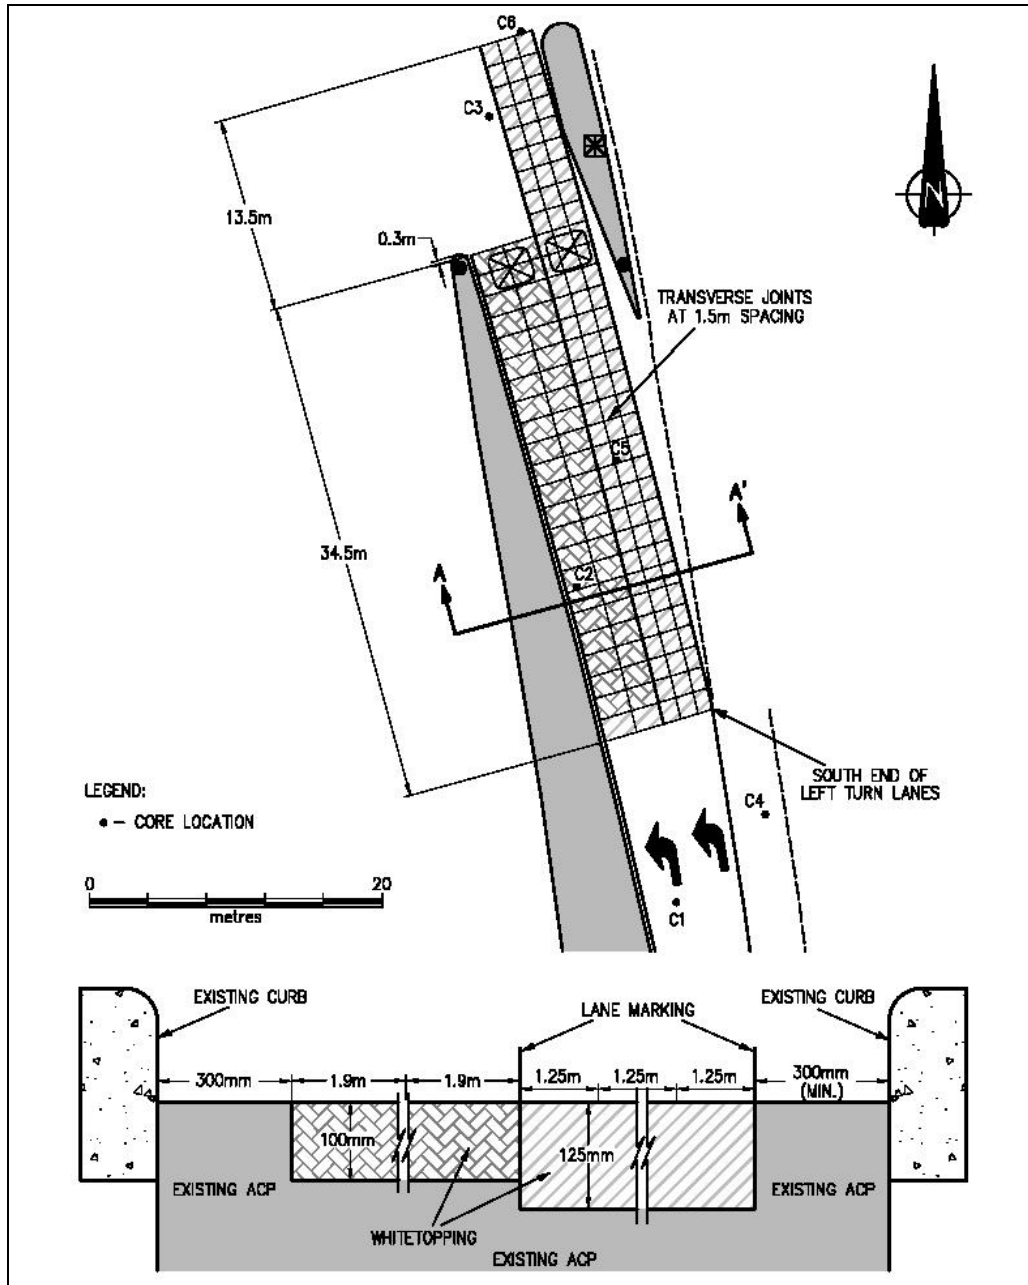 C6
C3
N
13.5m
0.3m
TRANSVERSE JOINTS
AT 1.5m SPACING
C5
A'
34.5m
A
C2
SOUTH END OF
LEFT TURN LANES
LEGEND:
- CORE LOCATION
C4
0 20
metres
C1
EXISTING CURB
LANE MARKING
EXISTING CURB
300mm
1.9m
1.9m
1.25m
1.25m
1.25m
300mm
(MIN.)
100mm
125mm
EXISTING ACP
EXISTING ACP
WHITETOPPING
EXISTING ACP